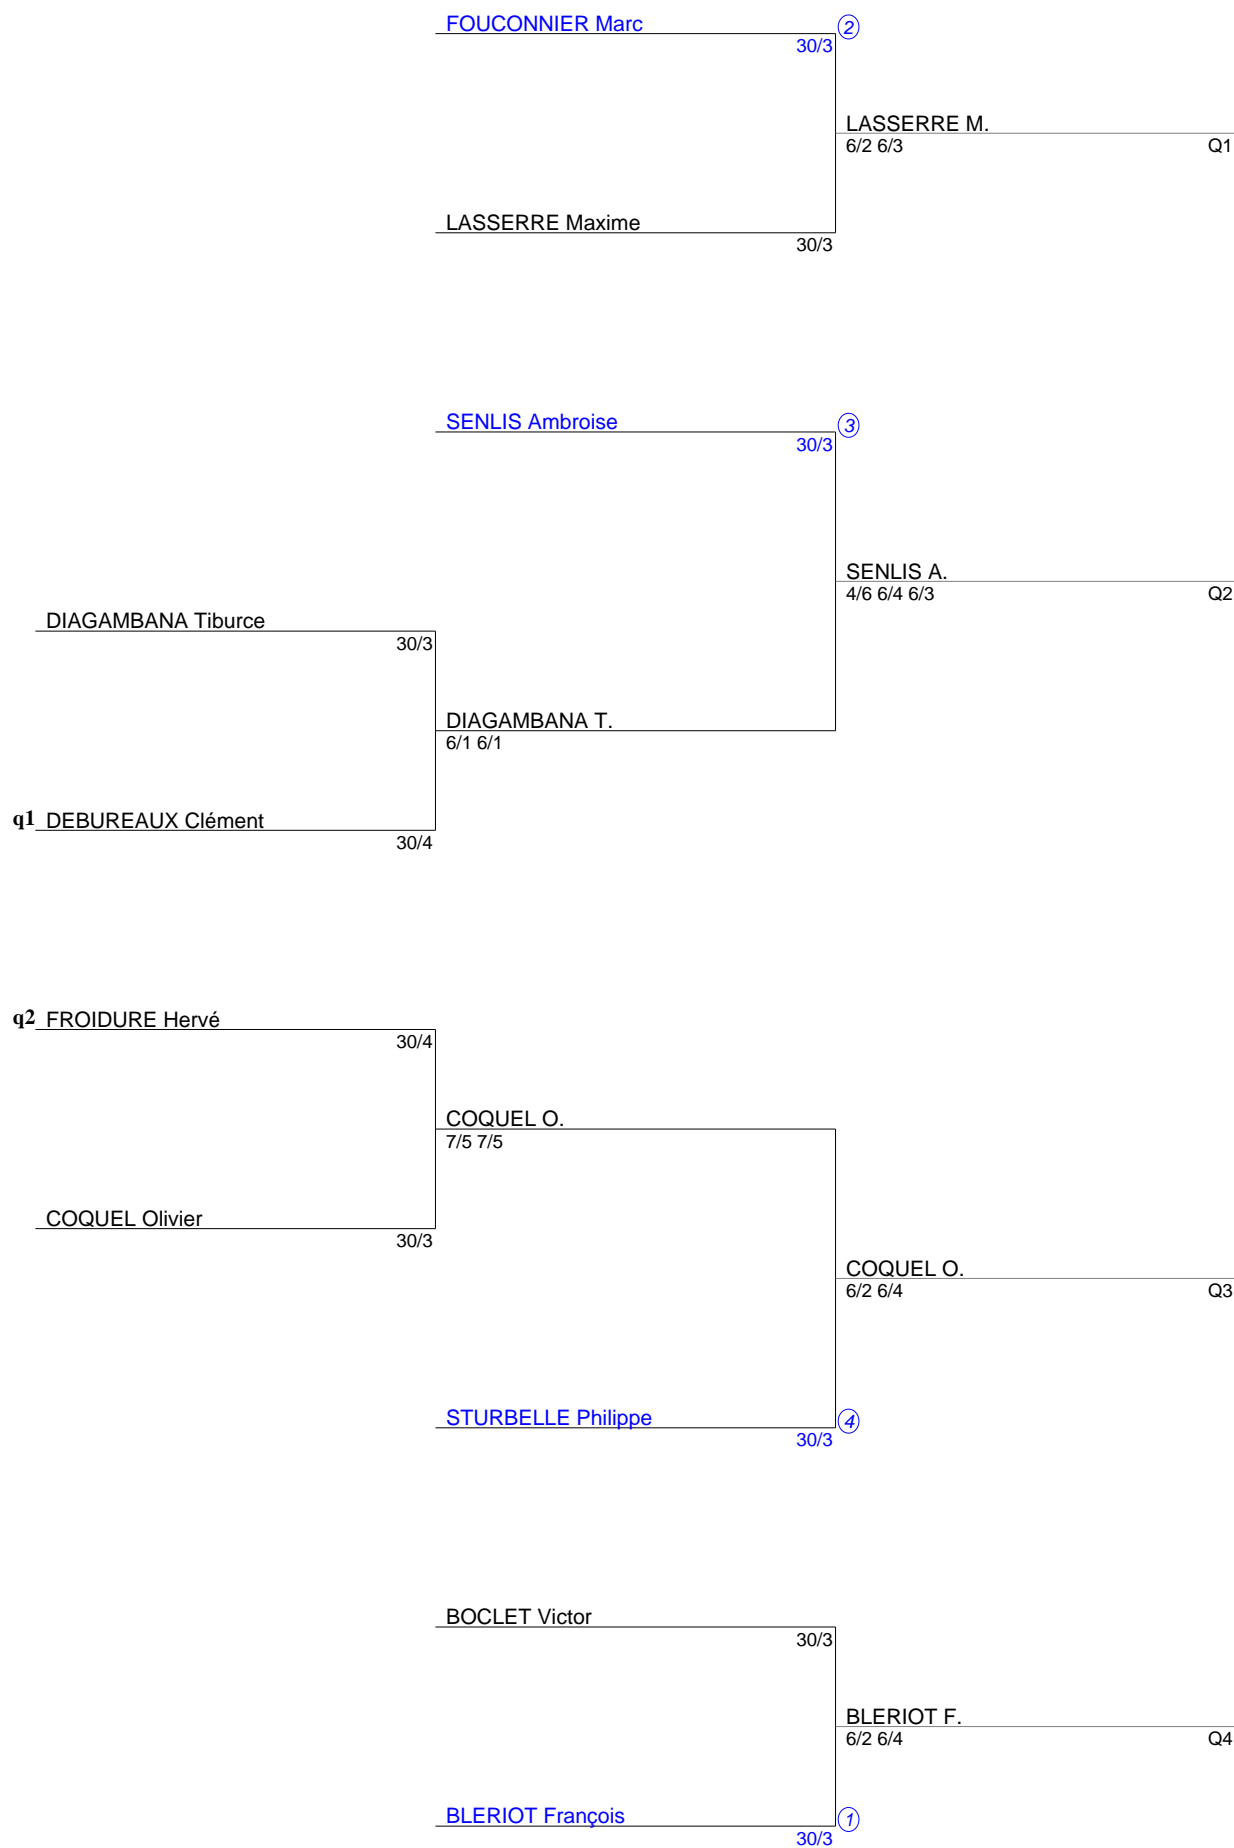 FOUCONNIER Marc 2
30/3
LASSERRE M.
6/2 6/3 Q1
LASSERRE Maxime
30/3
SENLIS Ambroise 3
30/3
SENLIS A.
4/6 6/4 6/3 Q2
DIAGAMBANA Tiburce
30/3
DIAGAMBANA T.
6/1 6/1
q1 DEBUREAUX Clément
30/4
q2 FROIDURE Hervé
30/4
COQUEL O.
7/5 7/5
COQUEL Olivier
30/3
COQUEL O.
6/2 6/4 Q3
STURBELLE Philippe 4
30/3
BOCLET Victor
30/3
BLERIOT F.
6/2 6/4 Q4
BLERIOT François 1
30/3